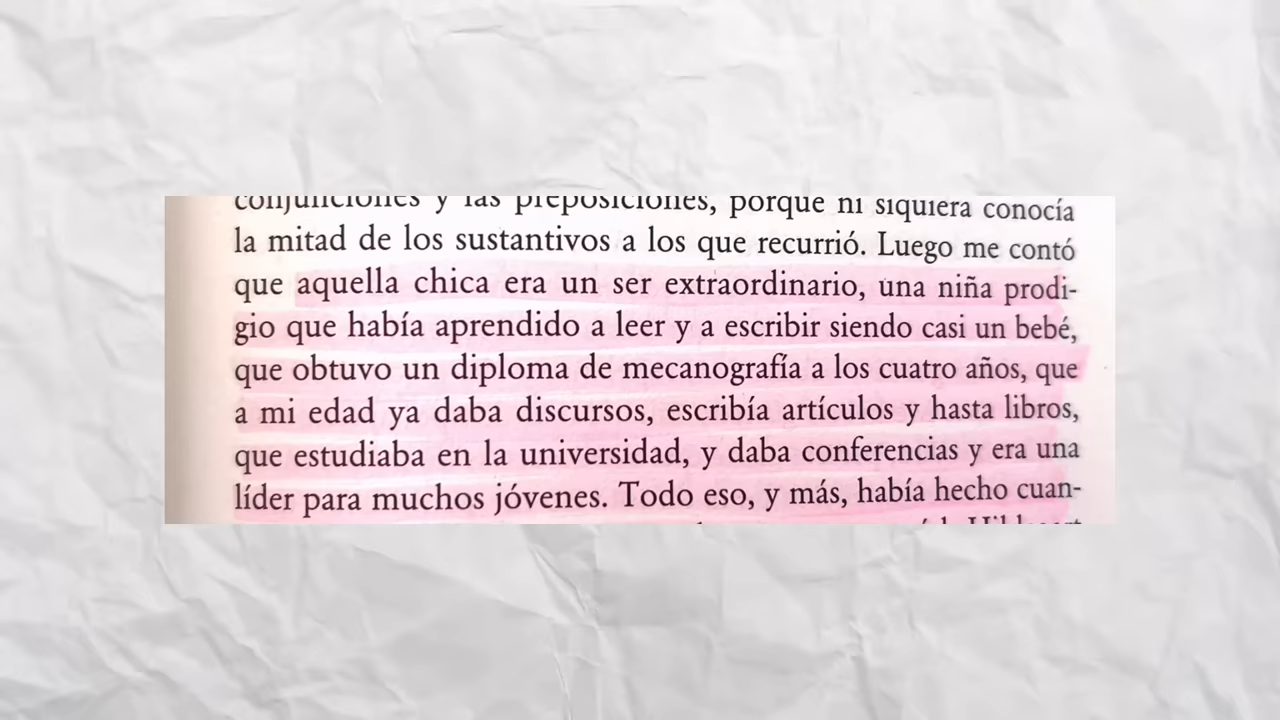 conjunciones y las preposiciones, porque ni siquiera conocía
la mitad de los sustantivos a los que recurrió. Luego me contó
que aquella chica era un ser extraordinario, una niña prodi-
gio que había aprendido a leer y a escribir siendo casi un bebé,
que obtuvo un diploma de mecanografía a los cuatro años, que
a mi edad ya daba discursos, escribía artículos y hasta libros,
que estudiaba en la universidad, y daba conferencias y era una
líder para muchos jóvenes. Todo eso, y más, había hecho cuan-